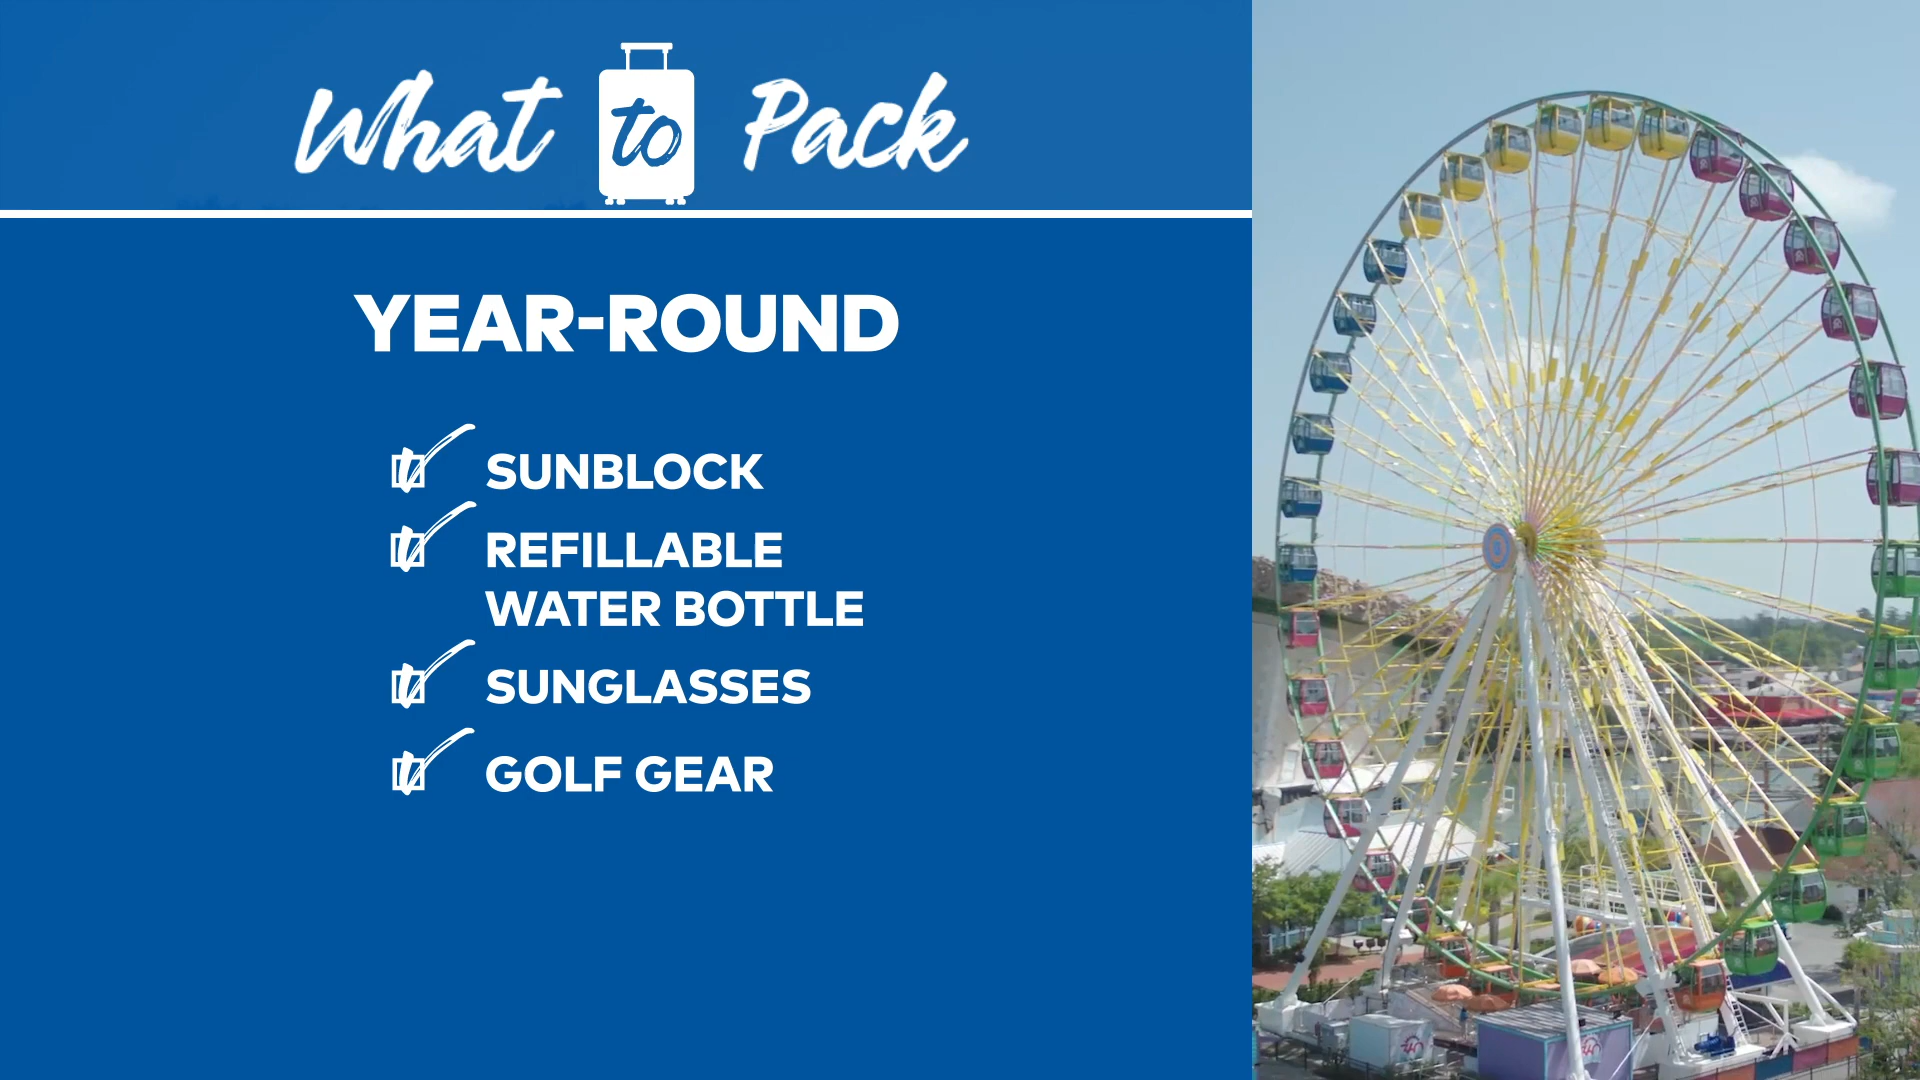 What to Pack
YEAR-ROUND
SUNBLOCK
REFILLABLE
WATER BOTTLE
SUNGLASSES
GOLF GEAR